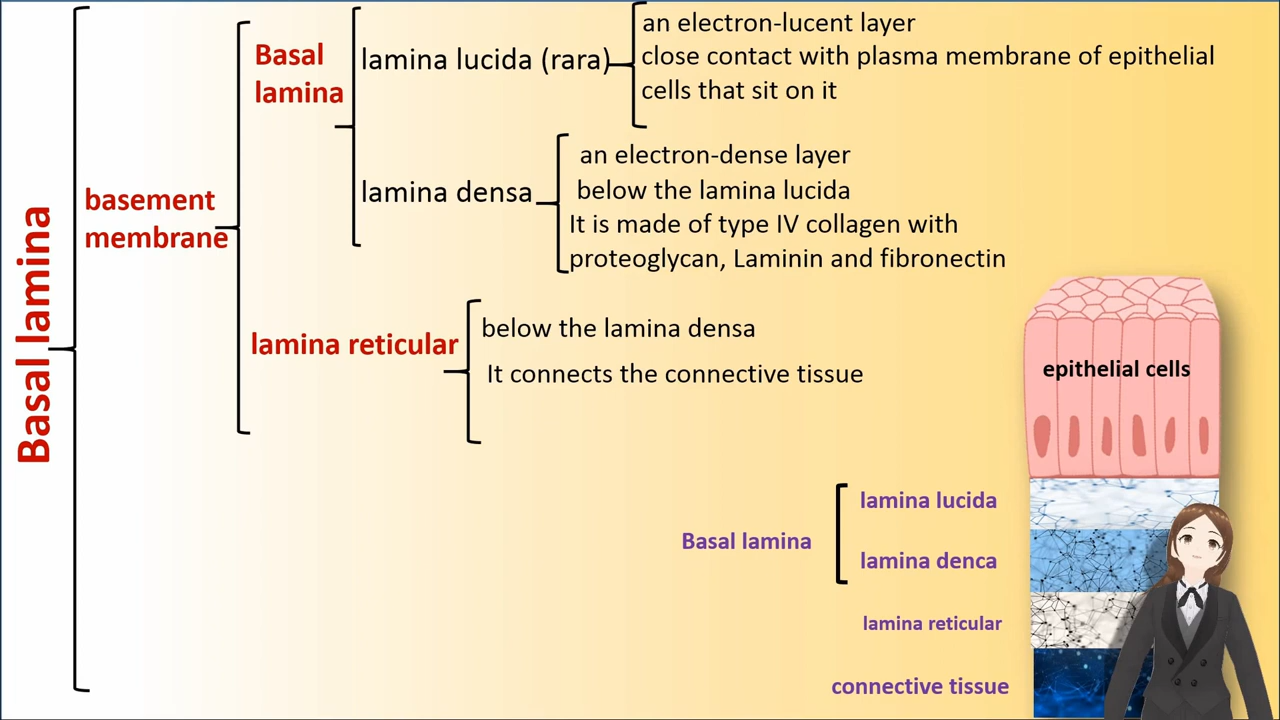 Basal lamina
basement
membrane
Basal
lamina
lamina lucida (rara)
an electron-lucent layer
close contact with plasma membrane of epithelial
cells that sit on it
lamina densa
an electron-dense layer
below the lamina lucida
It is made of type IV collagen with
proteoglycan, Laminin and fibronectin
lamina reticular
below the lamina densa
It connects the connective tissue
epithelial cells
Basal lamina
lamina lucida
lamina denca
lamina reticular
connective tissue